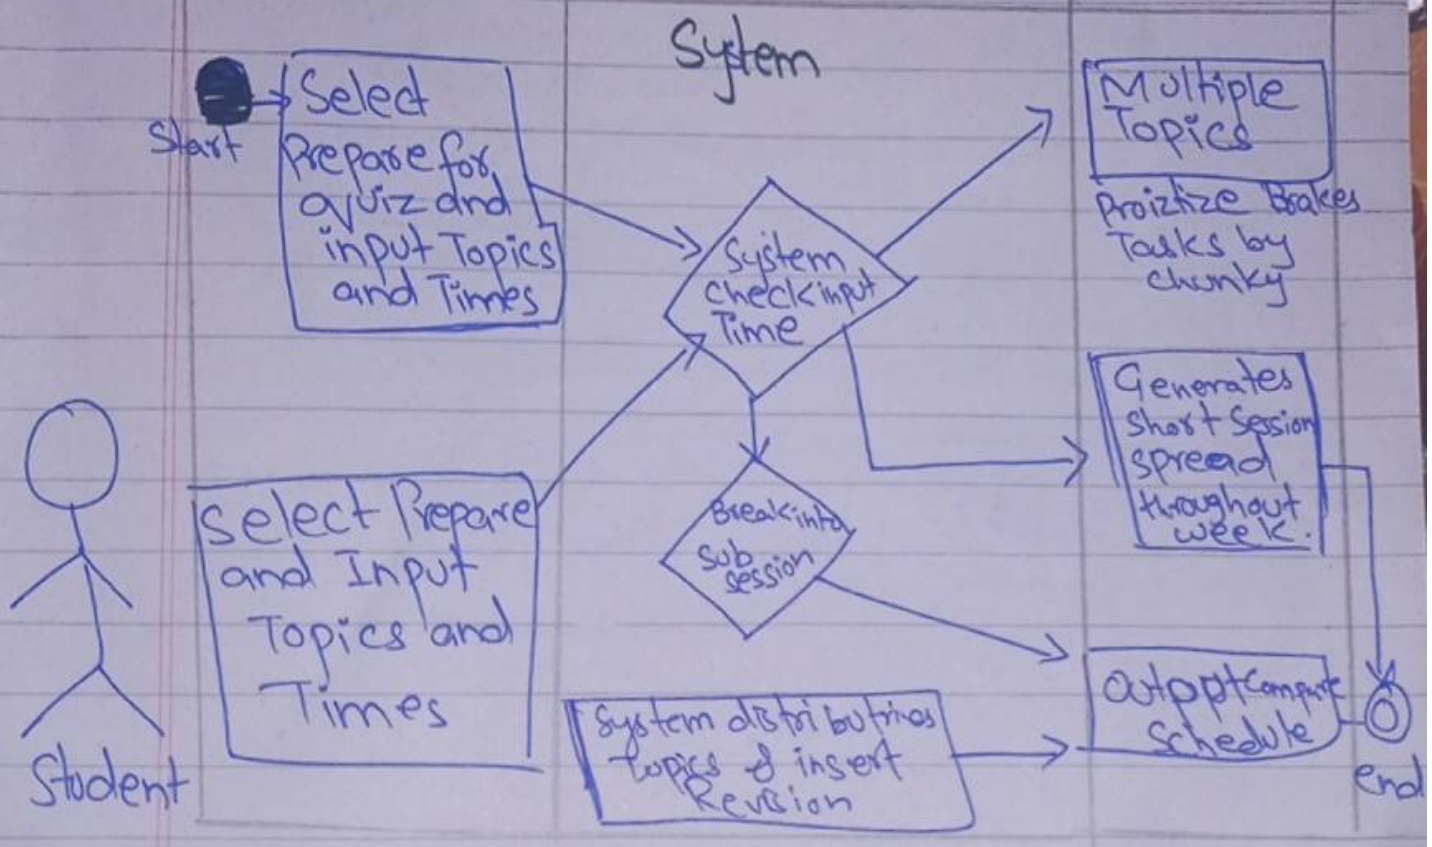 System
Start
Select
Prepare for
quiz and
input Topics
and Times
System
check input
Time
Multiple
Topics
Proiztize Brakes
Tasks by
chunky
Generates
short session
spread
throughout
week.
Select Prepare
and Input
Topics and
Times
Student
Break into
sub
session
System distributrines
topics & insert
Revision
Schedule
end